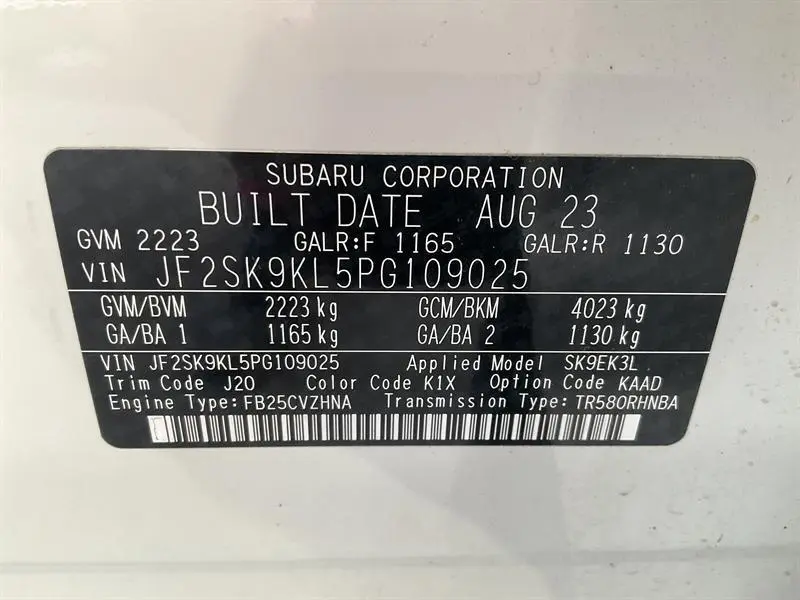 SUBARU CORPORATION
BUILT DATE AUG 23
GVM 2223 GALR:F 1165 GALR:R 1130
VIN JF2SK9KL5PG109025
GVM/BVM 2223 kg GCM/BKM 4023 kg
GA/BA 1 1165 kg GA/BA 2 1130 kg
VIN JF2SK9KL5PG109025 Applied Model SK9EK3L
Trim Code J20 Color Code K1X Option Code KAAD
Engine Type:FB25CVZHNA Transmission Type:TR580RHNBA